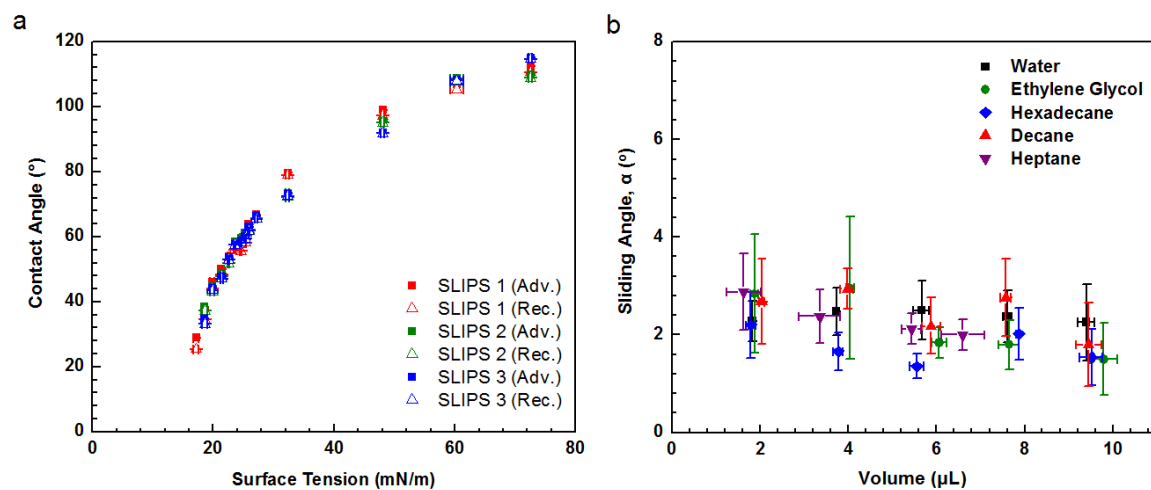 a
120
100
80
60
40
20
0
Contact Angle (°)
0 20 40 60 80
Surface Tension (mN/m)
SLIPS 1 (Adv.)
SLIPS 1 (Rec.)
SLIPS 2 (Adv.)
SLIPS 2 (Rec.)
SLIPS 3 (Adv.)
SLIPS 3 (Rec.)
b
8
6
4
2
0
Sliding Angle, α (º)
0 2 4 6 8 10
Volume (µL)
Water
Ethylene Glycol
Hexadecane
Decane
Heptane